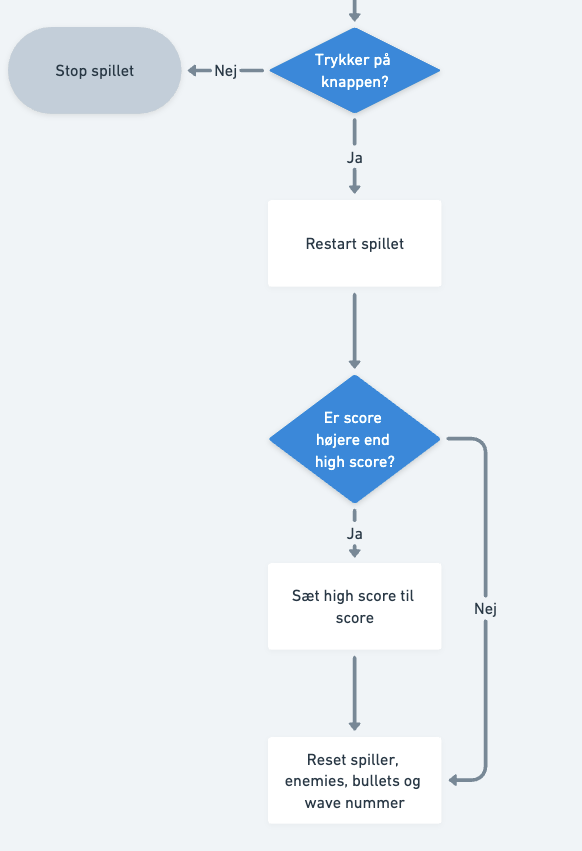 Trykker på
knappen?
Nej
Stop spillet
Ja
Restart spillet
Er score
højere end
high score?
Ja
Sæt high score til
score
Nej
Reset spiller,
enemies, bullets og
wave nummer